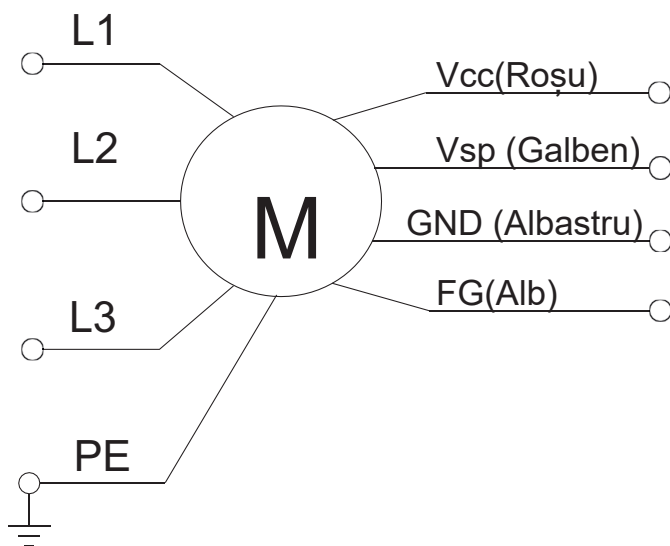 L1
L2
L3
PE
M
Vcc(Roșu)
Vsp (Galben)
GND (Albastru)
FG(Alb)